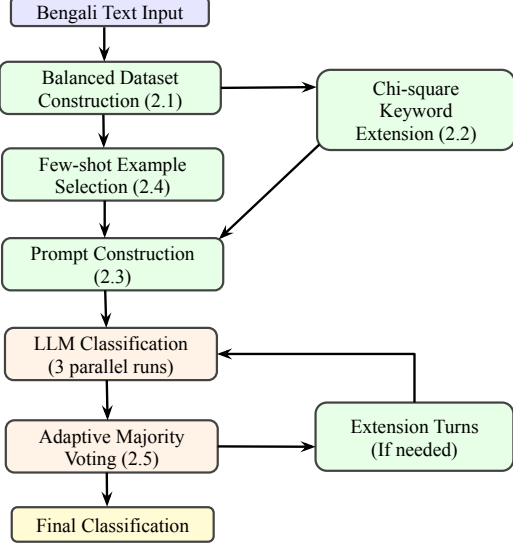 Bengali Text Input
Balanced Dataset
Construction (2.1)
Chi-square
Keyword
Extension (2.2)
Few-shot Example
Selection (2.4)
Prompt Construction
(2.3)
LLM Classification
(3 parallel runs)
Adaptive Majority
Voting (2.5)
Extension Turns
(If needed)
Final Classification